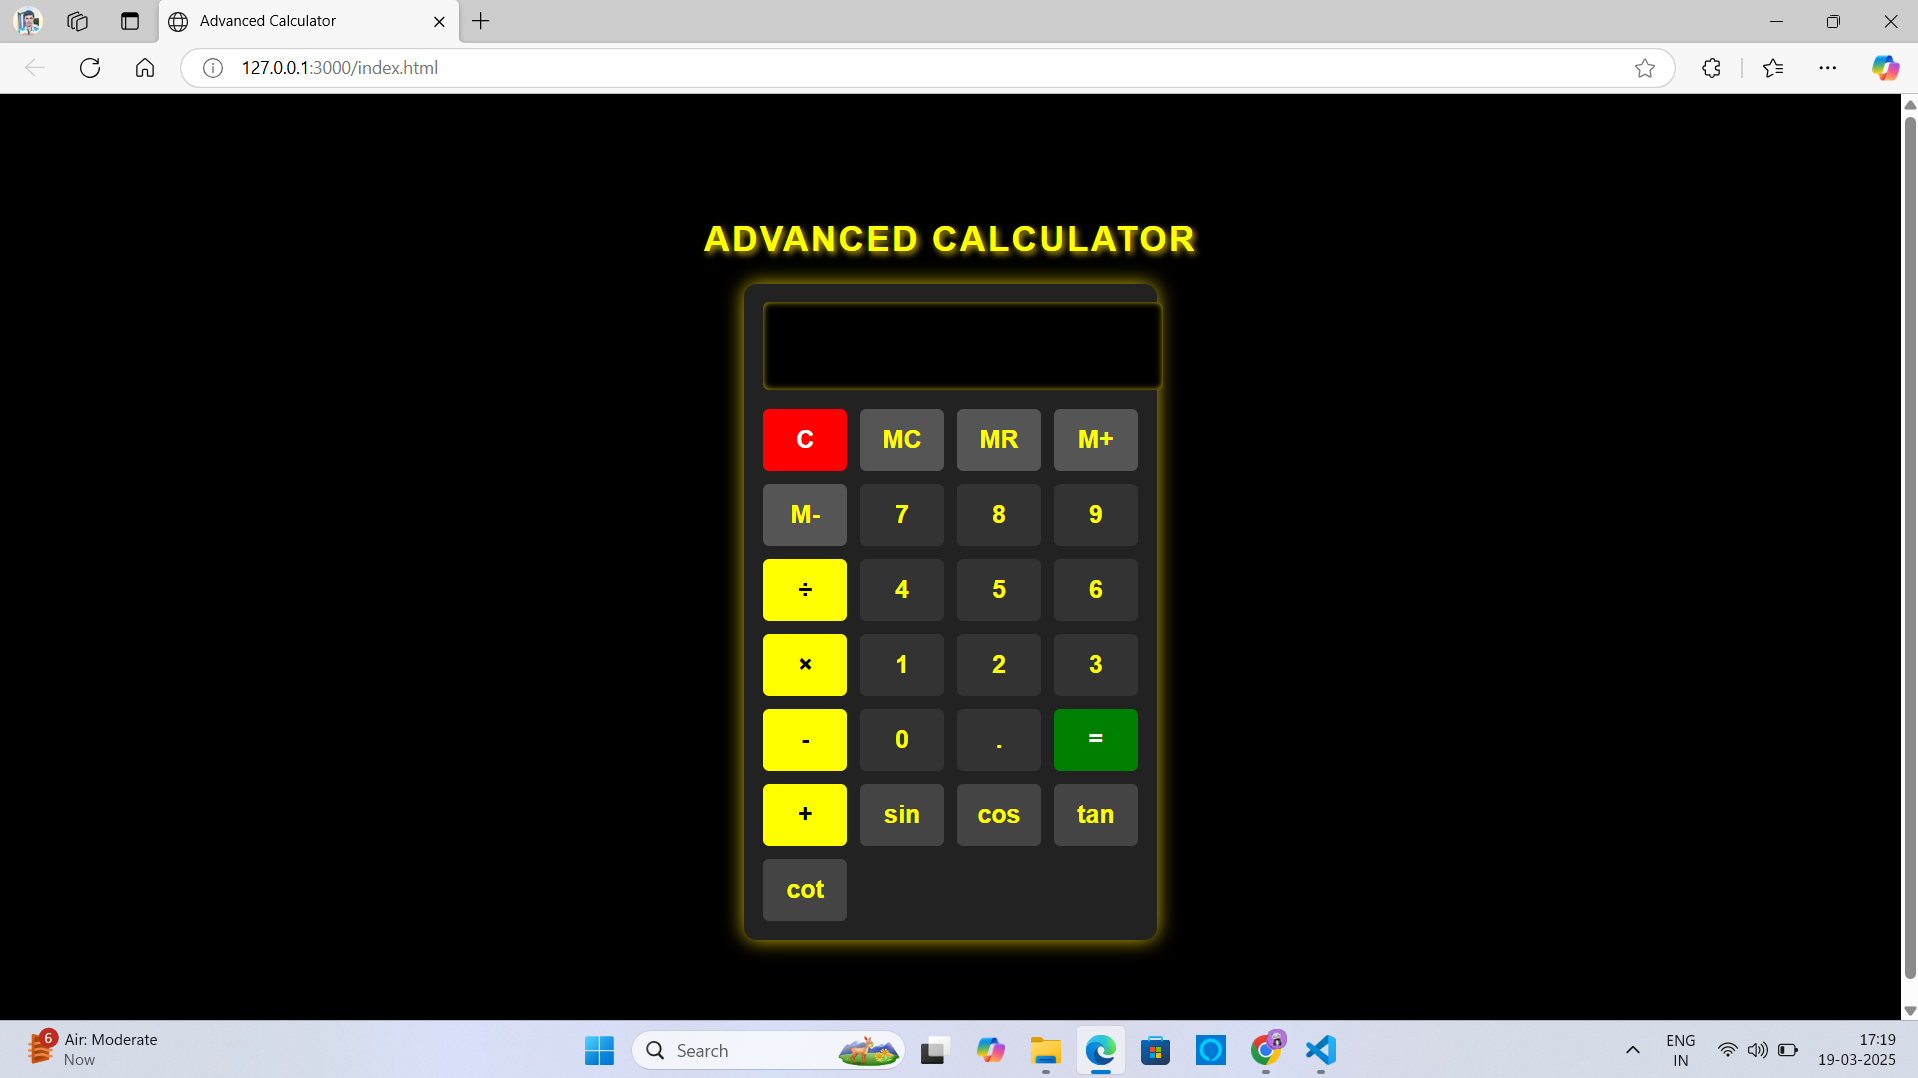 Advanced Calculator
127.0.0.1:3000/index.html
ADVANCED CALCULATOR
C MC MR M+
M- 7 8 9
÷ 4 5 6
× 1 2 3
- 0 . =
+ sin cos tan
cot
6
Air: Moderate
Now
Search
ENG
IN
17:19
19-03-2025